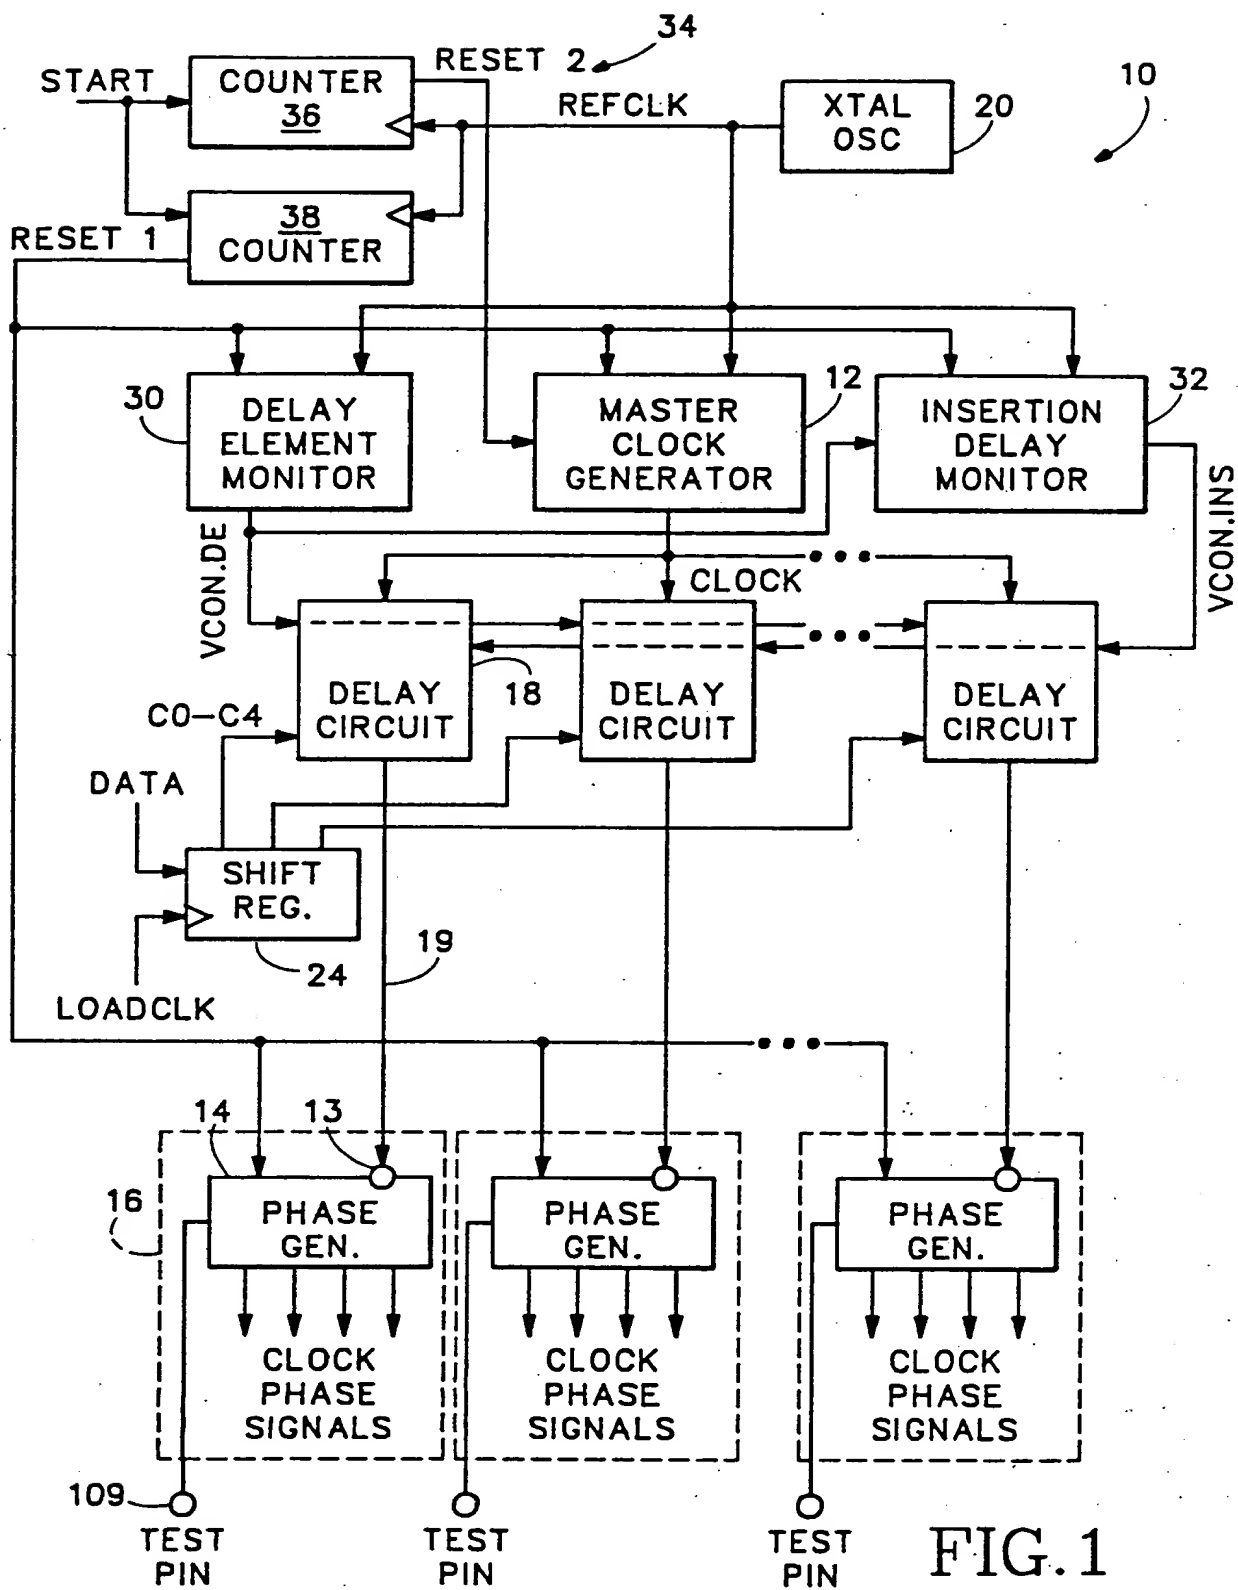 34
START
COUNTER
36
RESET 2
REFCLK
XTAL
OSC
20
10
38
COUNTER
RESET 1
30
DELAY
ELEMENT
MONITOR
MASTER
CLOCK
GENERATOR
12
INSERTION
DELAY
MONITOR
32
VCON.DE
CLOCK
VCON.INS
C0-C4
DELAY
CIRCUIT
18
DELAY
CIRCUIT
DELAY
CIRCUIT
DATA
SHIFT
REG.
24
LOADCLK
19
14
13
16
PHASE
GEN.
PHASE
GEN.
PHASE
GEN.
CLOCK
PHASE
SIGNALS
CLOCK
PHASE
SIGNALS
CLOCK
PHASE
SIGNALS
109
TEST
PIN
TEST
PIN
TEST
PIN
FIG. 1